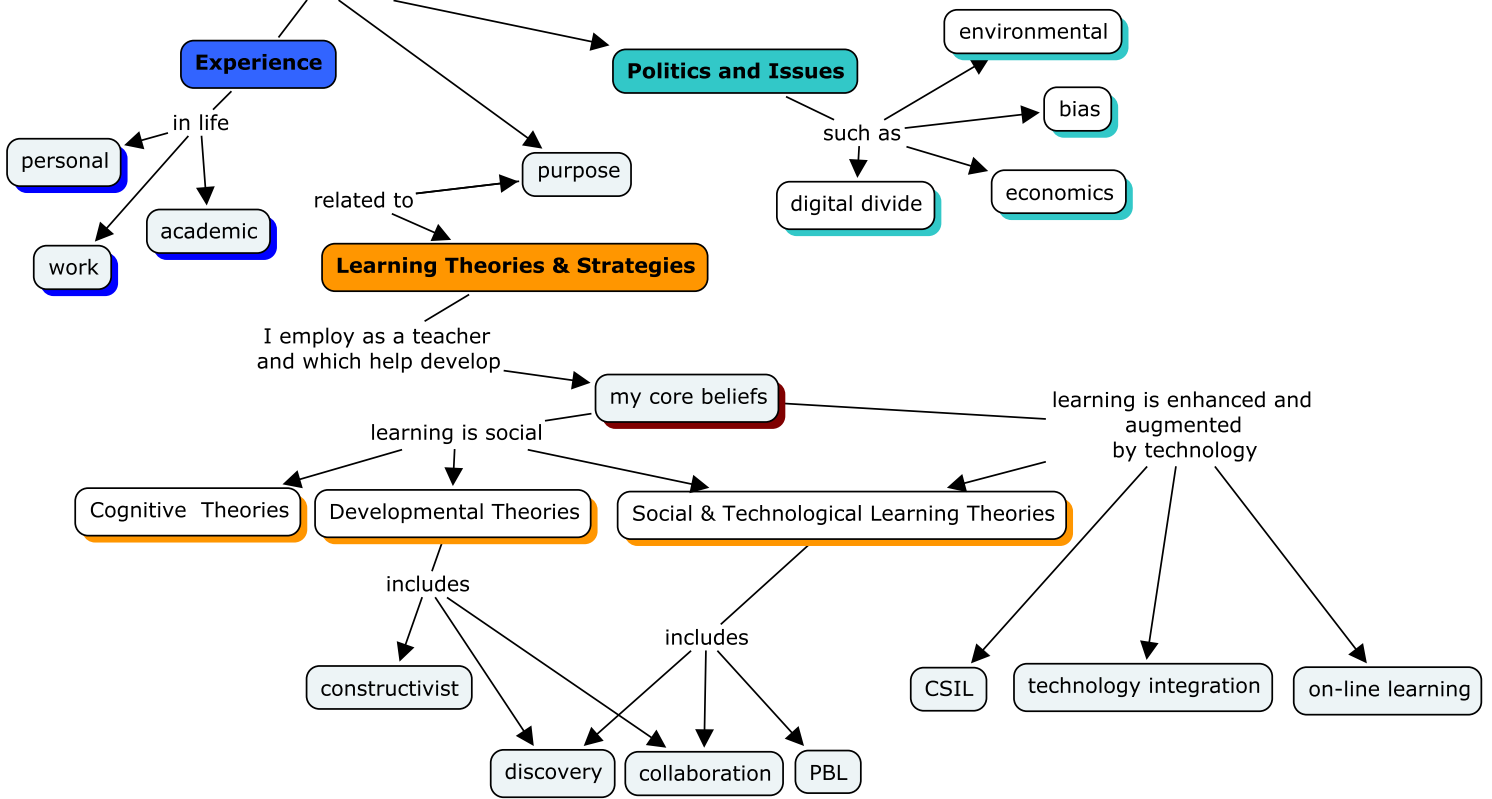 environmental
Experience
Politics and Issues
bias
in life
such as
personal
purpose
economics
related to
digital divide
academic
work
Learning Theories & Strategies
I employ as a teacher
and which help develop
my core beliefs
learning is enhanced and
augmented
by technology
learning is social
Cognitive  Theories
Developmental Theories
Social & Technological Learning Theories
includes
includes
constructivist
CSIL
technology integration
on-line learning
discovery
collaboration
PBL